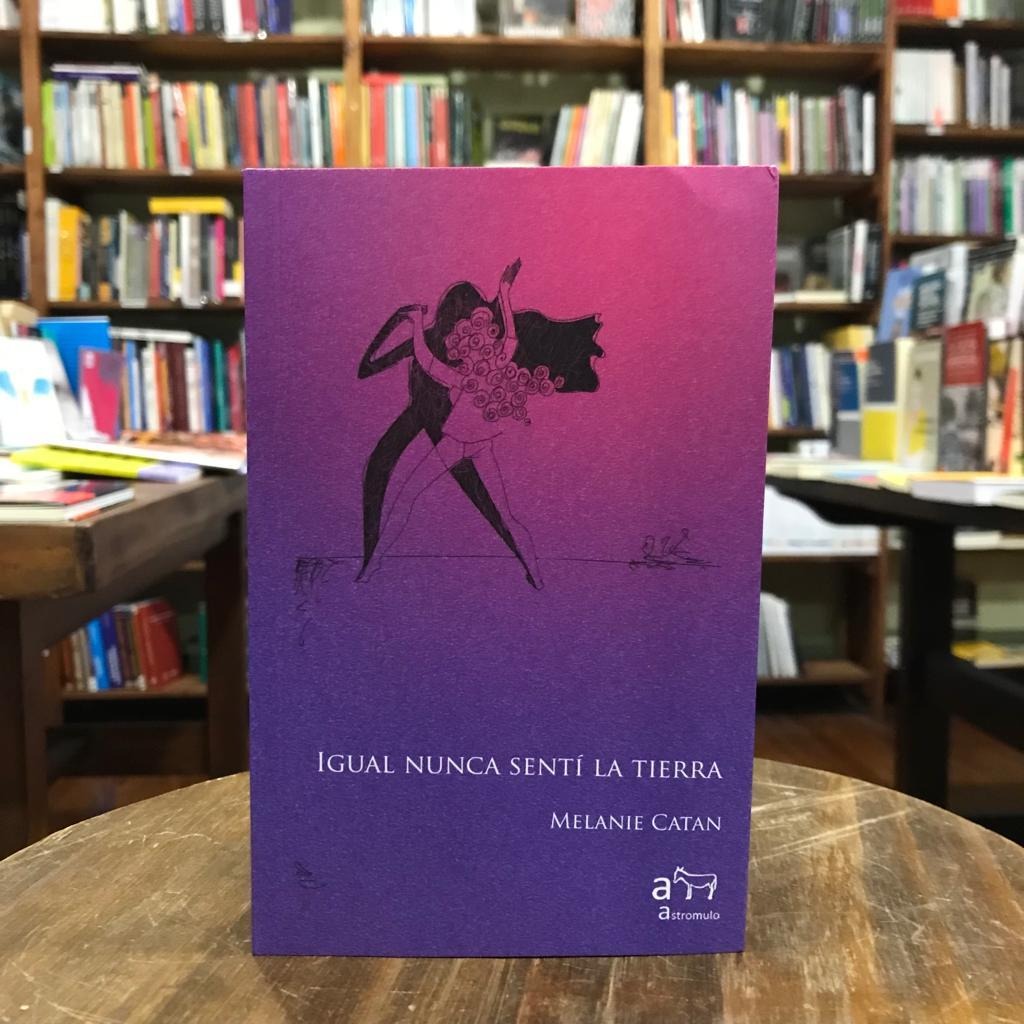 IGUAL NUNCA SENTÍ LA TIERRA
MELANIE CATAN
a
astromulo